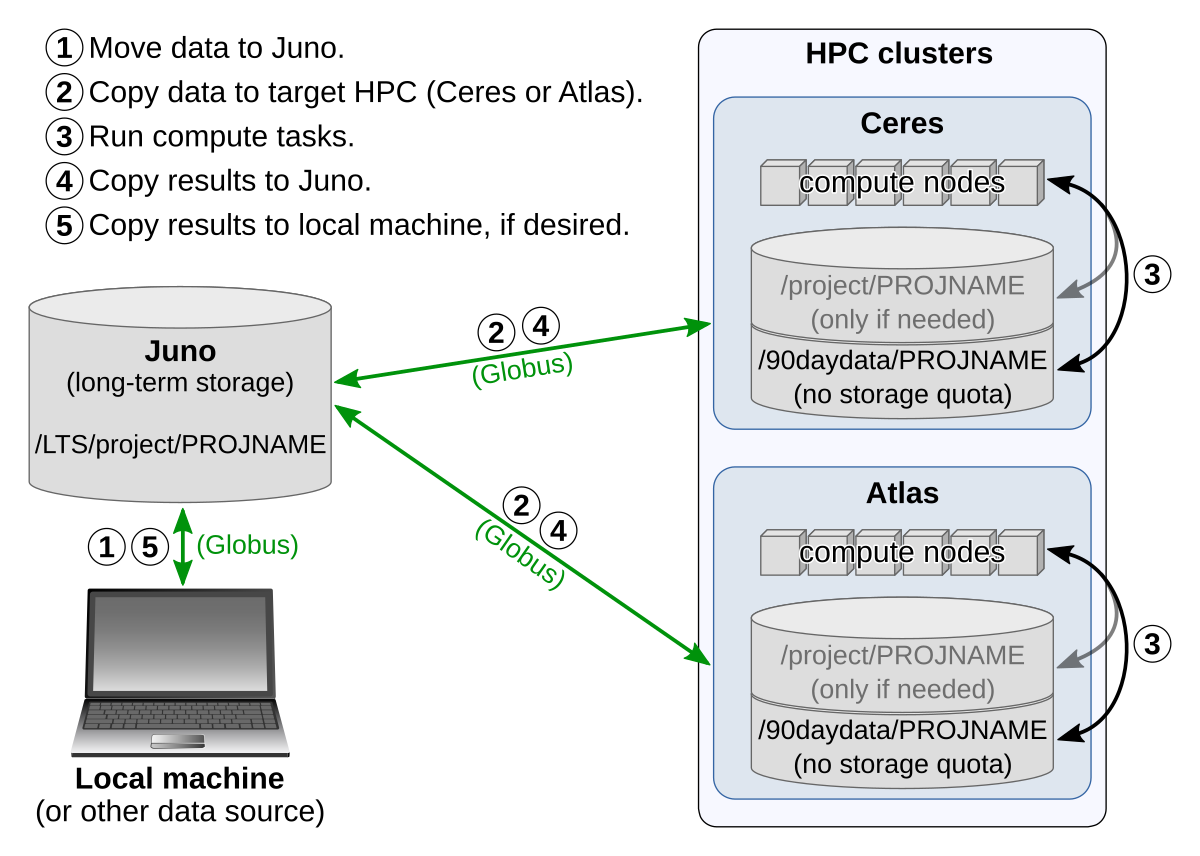 1 Move data to Juno.
2 Copy data to target HPC (Ceres or Atlas).
3 Run compute tasks.
4 Copy results to Juno.
5 Copy results to local machine, if desired.
Juno
(long-term storage)
/LTS/project/PROJNAME
1 5 (Globus)
Local machine
(or other data source)
2 4
(Globus)
2 4
(Globus)
HPC clusters
Ceres
compute nodes
/project/PROJNAME
(only if needed)
/90daydata/PROJNAME
(no storage quota)
3
Atlas
compute nodes
/project/PROJNAME
(only if needed)
/90daydata/PROJNAME
(no storage quota)
3